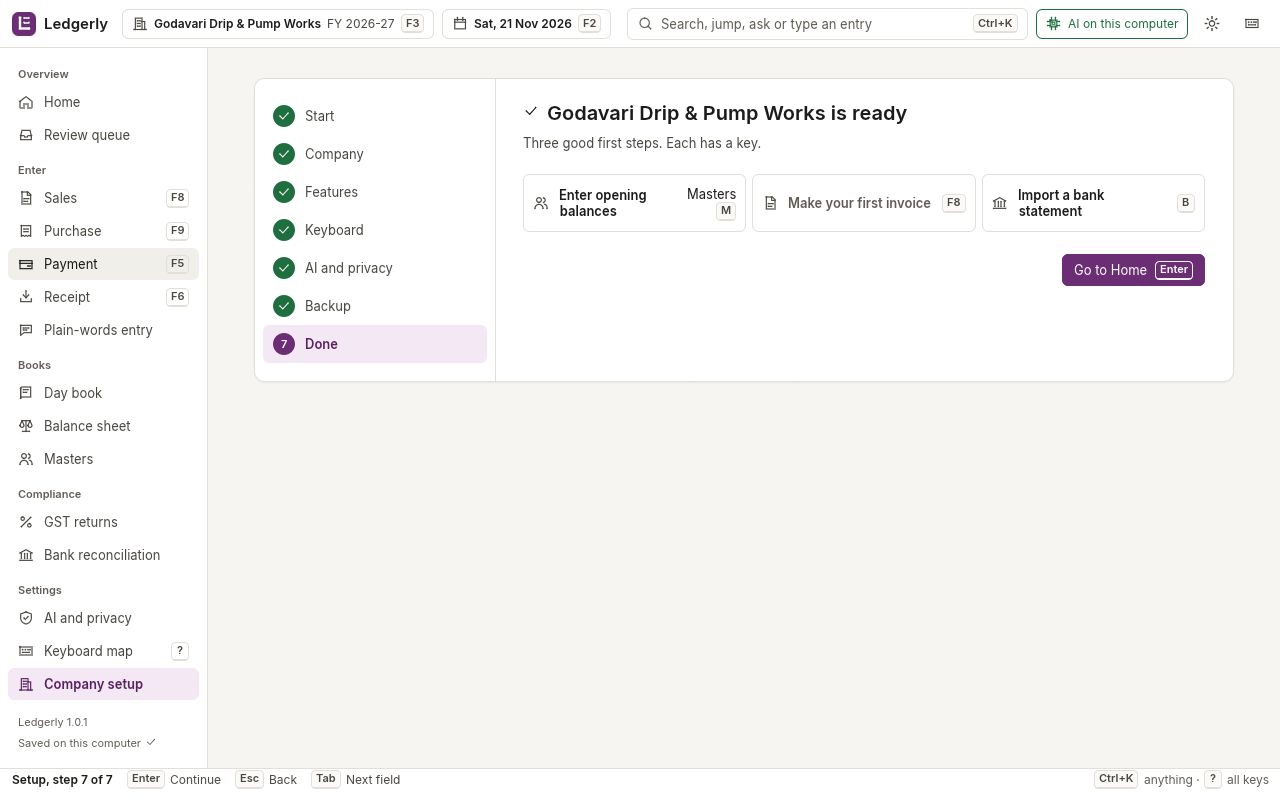 Ledgerly
Godavari Drip & Pump Works FY 2026-27 F3
Sat, 21 Nov 2026 F2
Search, jump, ask or type an entry Ctrl+K
AI on this computer
Overview
Home
Review queue
Enter
Sales F8
Purchase F9
Payment F5
Receipt F6
Plain-words entry
Books
Day book
Balance sheet
Masters
Compliance
GST returns
Bank reconciliation
Settings
AI and privacy
Keyboard map ?
Company setup
Ledgerly 1.0.1
Saved on this computer
Start
Company
Features
Keyboard
AI and privacy
Backup
7 Done
Godavari Drip & Pump Works is ready
Three good first steps. Each has a key.
Enter opening balances Masters M
Make your first invoice F8
Import a bank statement B
Go to Home Enter
Setup, step 7 of 7 Enter Continue Esc Back Tab Next field
Ctrl+K anything · ? all keys